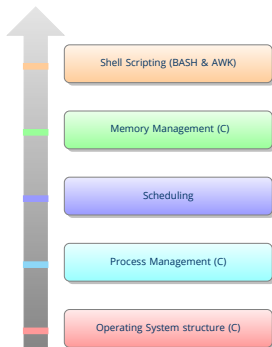 Shell Scripting (BASH & AWK)
Memory Management (C)
Scheduling
Process Management (C)
Operating System structure (C)